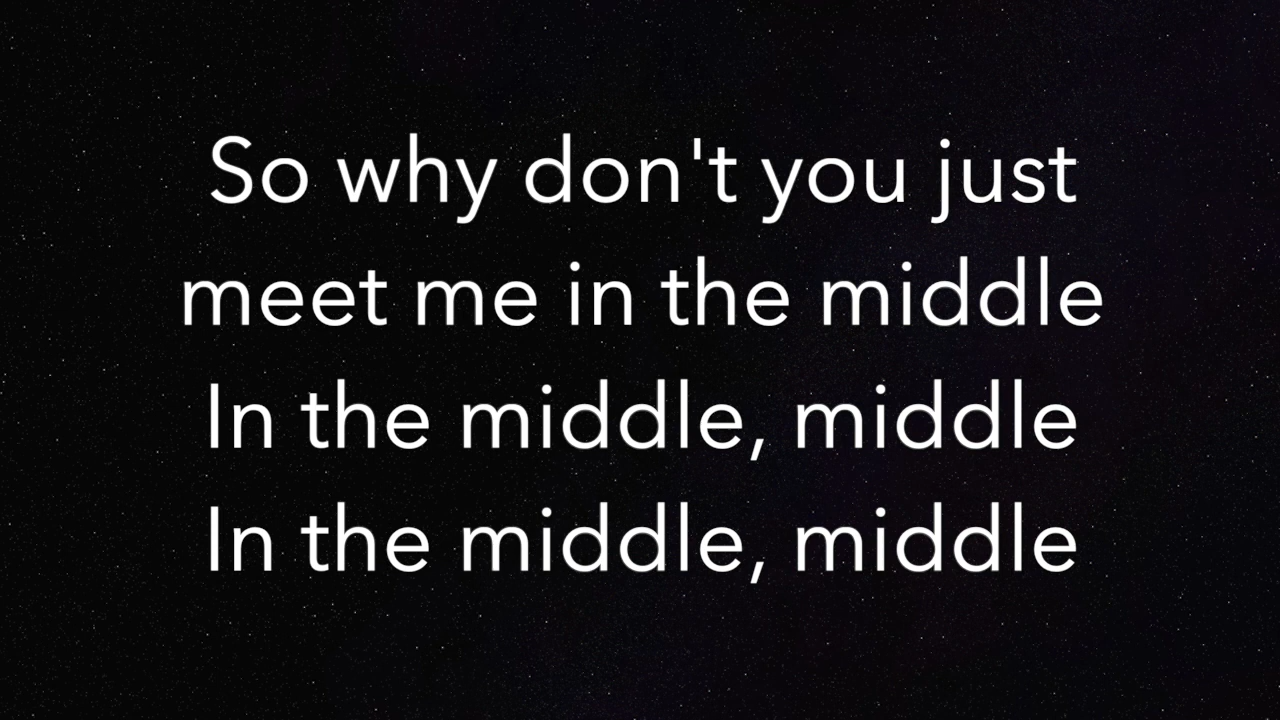 So why don't you just
meet me in the middle
In the middle, middle
In the middle, middle